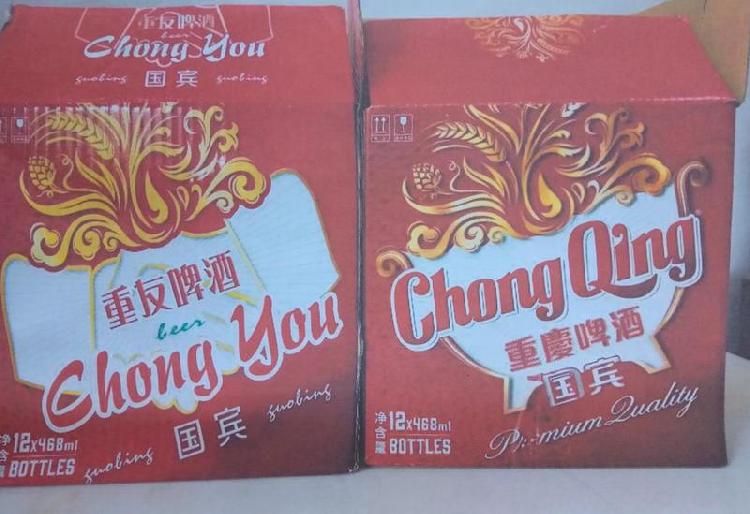 重友啤酒
beer
Chong You
guobing 国宾 guobing
重友啤酒
beer
Chong You
国宾 guobing
净含量 12x468ml
BOTTLES guobing
Chong Qing
重慶啤酒
国宾
Premium Quality
净含量 12x468ml
BOTTLES